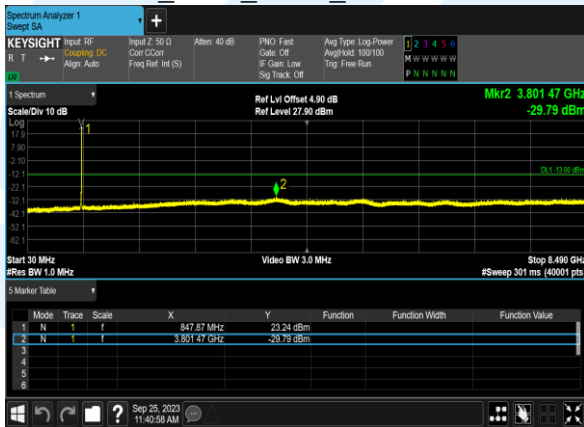 Spectrum Analyzer 1
Swept SA
+
KEYSIGHT
R T
LXI
Input: RF
Coupling: DC
Align: Auto
Input Z: 50 Ω
Corr CCorr
Freq Ref: Int (S)
Atten: 40 dB
PNO: Fast
Gate: Off
IF Gain: Low
Sig Track: Off
Avg Type: Log-Power
Avg|Hold: 100/100
Trig: Free Run
1 2 3 4 5 6
M W W W W W
P N N N N N
1 Spectrum
Scale/Div 10 dB
Ref Lvl Offset 4.90 dB
Ref Level 27.90 dBm
Mkr2 3.801 47 GHz
-29.79 dBm
Log
17.9
7.90
-2.10
-12.1
-22.1
-32.1
-42.1
-52.1
-62.1
1
2
DL1 -13.00 dBm
Start 30 MHz
#Res BW 1.0 MHz
Video BW 3.0 MHz
Stop 8.490 GHz
#Sweep 301 ms (40001 pts)
5 Marker Table
Mode Trace Scale X Y Function Function Width Function Value
1 N 1 f 847.87 MHz 23.24 dBm
2 N 1 f 3.801 47 GHz -29.79 dBm
3
4
5
6
?
Sep 25, 2023
11:40:58 AM